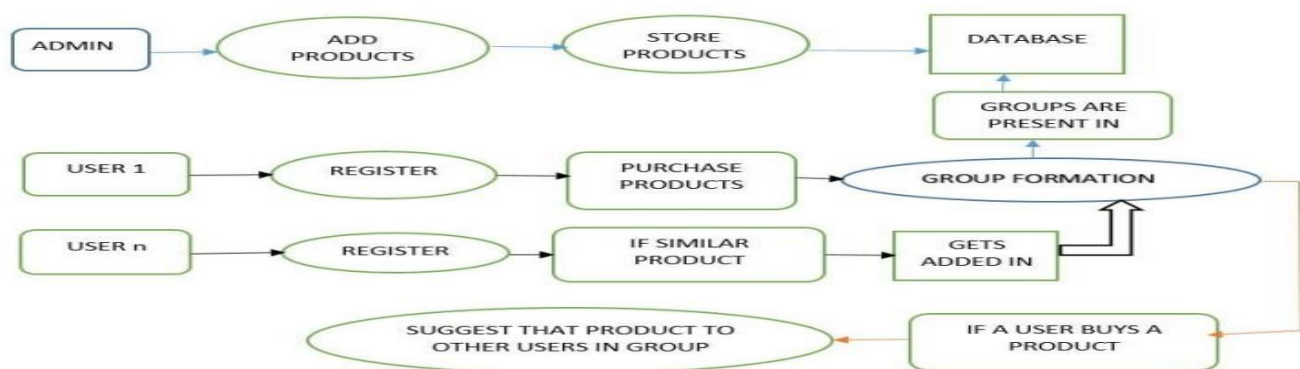 ADMIN
ADD
PRODUCTS
STORE
PRODUCTS
DATABASE
GROUPS ARE
PRESENT IN
USER 1
REGISTER
PURCHASE
PRODUCTS
GROUP FORMATION
USER n
REGISTER
IF SIMILAR
PRODUCT
GETS
ADDED IN
SUGGEST THAT PRODUCT TO
OTHER USERS IN GROUP
IF A USER BUYS A
PRODUCT